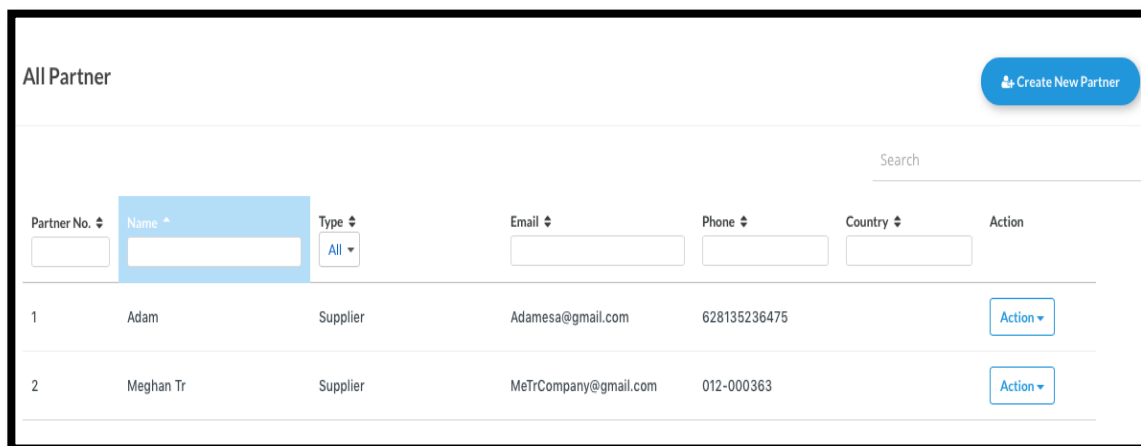 All Partner
Create New Partner
Search
Partner No. Name Type Email Phone Country Action
All
1 Adam Supplier Adamesa@gmail.com 628135236475 Action
2 Meghan Tr Supplier MeTrCompany@gmail.com 012-000363 Action